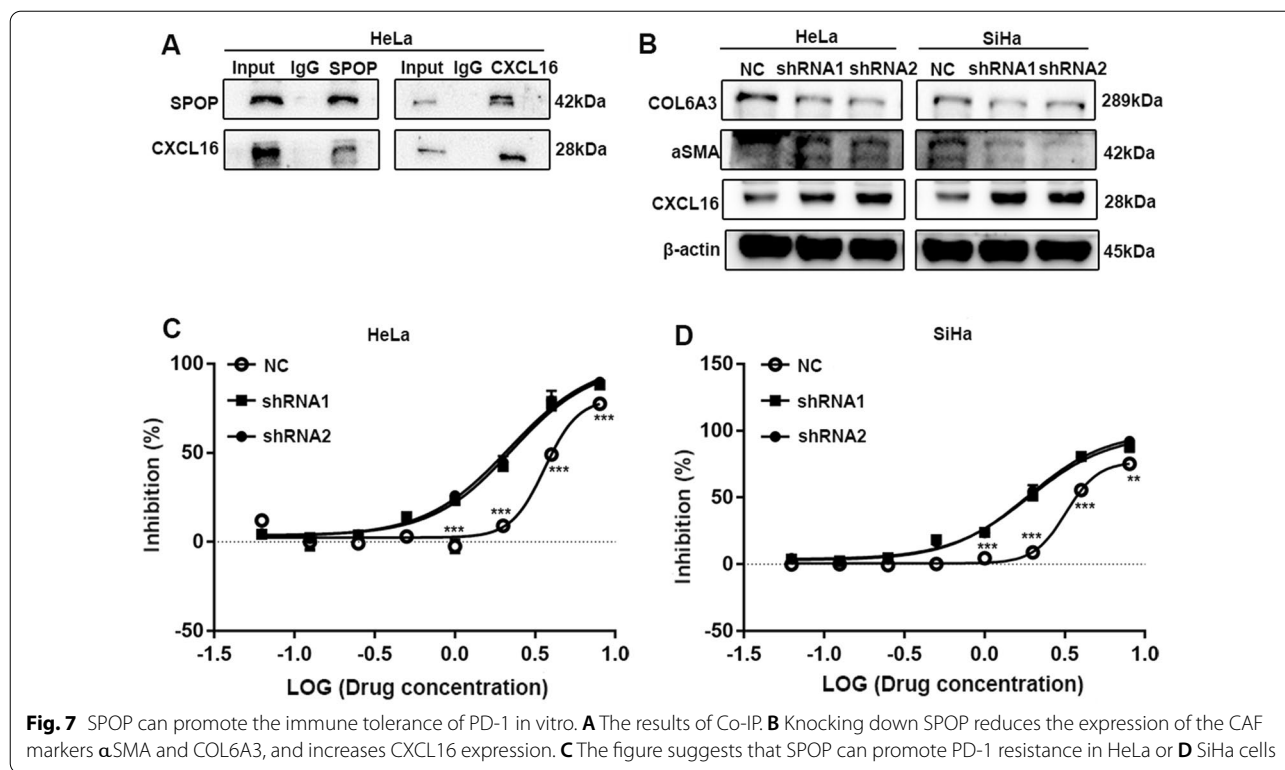 A
HeLa
Input IgG SPOP Input IgG CXCL16
SPOP 42kDa
CXCL16 28kDa
B
HeLa SiHa
NC shRNA1 shRNA2 NC shRNA1 shRNA2
COL6A3 289kDa
aSMA 42kDa
CXCL16 28kDa
β-actin 45kDa
C
HeLa
NC
shRNA1
shRNA2
Inhibition (%)
100
50
0
-50
*** *** *** ***
-1.5 -1.0 -0.5 0.0 0.5 1.0
LOG (Drug concentration)
D
SiHa
NC
shRNA1
shRNA2
Inhibition (%)
150
100
50
0
-50
*** *** *** **
-1.5 -1.0 -0.5 0.0 0.5 1.0
LOG (Drug concentration)
Fig. 7 SPOP can promote the immune tolerance of PD-1 in vitro. A The results of Co-IP. B Knocking down SPOP reduces the expression of the CAF
markers αSMA and COL6A3, and increases CXCL16 expression. C The figure suggests that SPOP can promote PD-1 resistance in HeLa or D SiHa cells